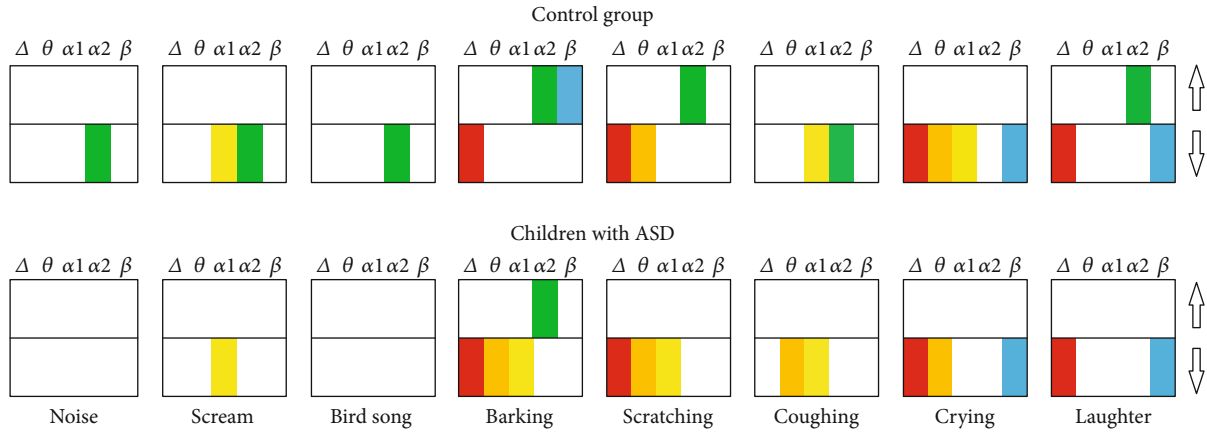 Control group
Δ θ α1 α2 β Δ θ α1 α2 β Δ θ α1 α2 β Δ θ α1 α2 β Δ θ α1 α2 β Δ θ α1 α2 β Δ θ α1 α2 β Δ θ α1 α2 β
Children with ASD
Δ θ α1 α2 β Δ θ α1 α2 β Δ θ α1 α2 β Δ θ α1 α2 β Δ θ α1 α2 β Δ θ α1 α2 β Δ θ α1 α2 β Δ θ α1 α2 β
Noise Scream Bird song Barking Scratching Coughing Crying Laughter